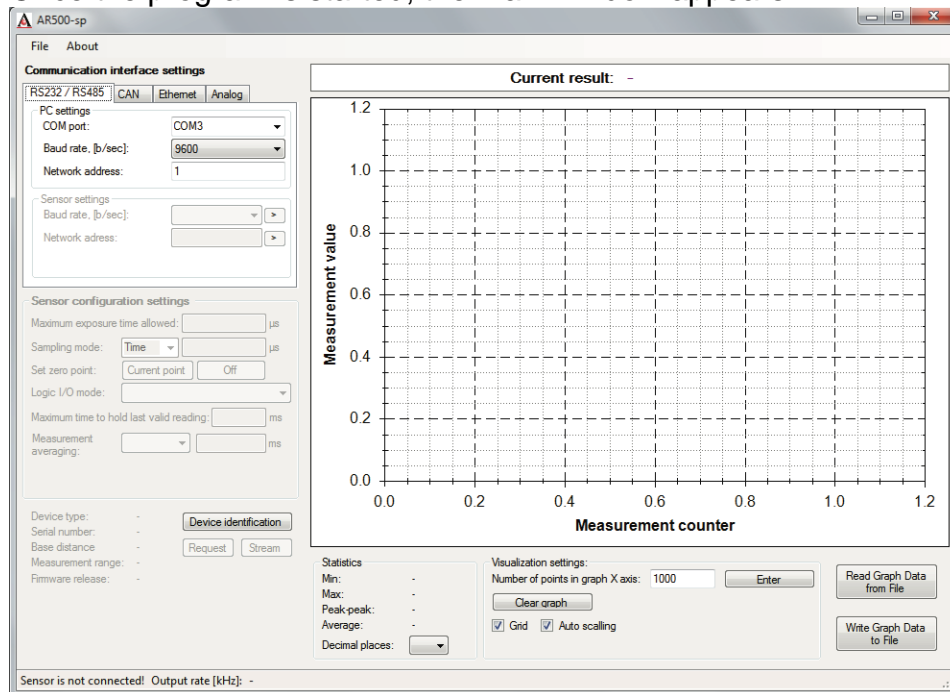 AR500-sp
File About
Communication interface settings
RS232 / RS485 CAN Ethernet Analog
PC settings
COM port: COM3
Baud rate, [b/sec]: 9600
Network address: 1
Sensor settings
Baud rate, [b/sec]: >
Network adress: >
Sensor configuration settings
Maximum exposure time allowed: µs
Sampling mode: Time µs
Set zero point: Current point Off
Logic I/O mode:
Maximum time to hold last valid reading: ms
Measurement
averaging: ms
Device type: -
Serial number: -
Base distance -
Measurement range: -
Firmware release: -
Device identification
Request Stream
Current result: -
Measurement value
1.2
1.0
0.8
0.6
0.4
0.2
0.0
0.0 0.2 0.4 0.6 0.8 1.0 1.2
Measurement counter
Statistics
Min: -
Max: -
Peak-peak: -
Average: -
Decimal places:
Visualization settings:
Number of points in graph X axis: 1000 Enter
Clear graph
Grid Auto scalling
Read Graph Data
from File
Write Graph Data
to File
Sensor is not connected! Output rate [kHz]: -